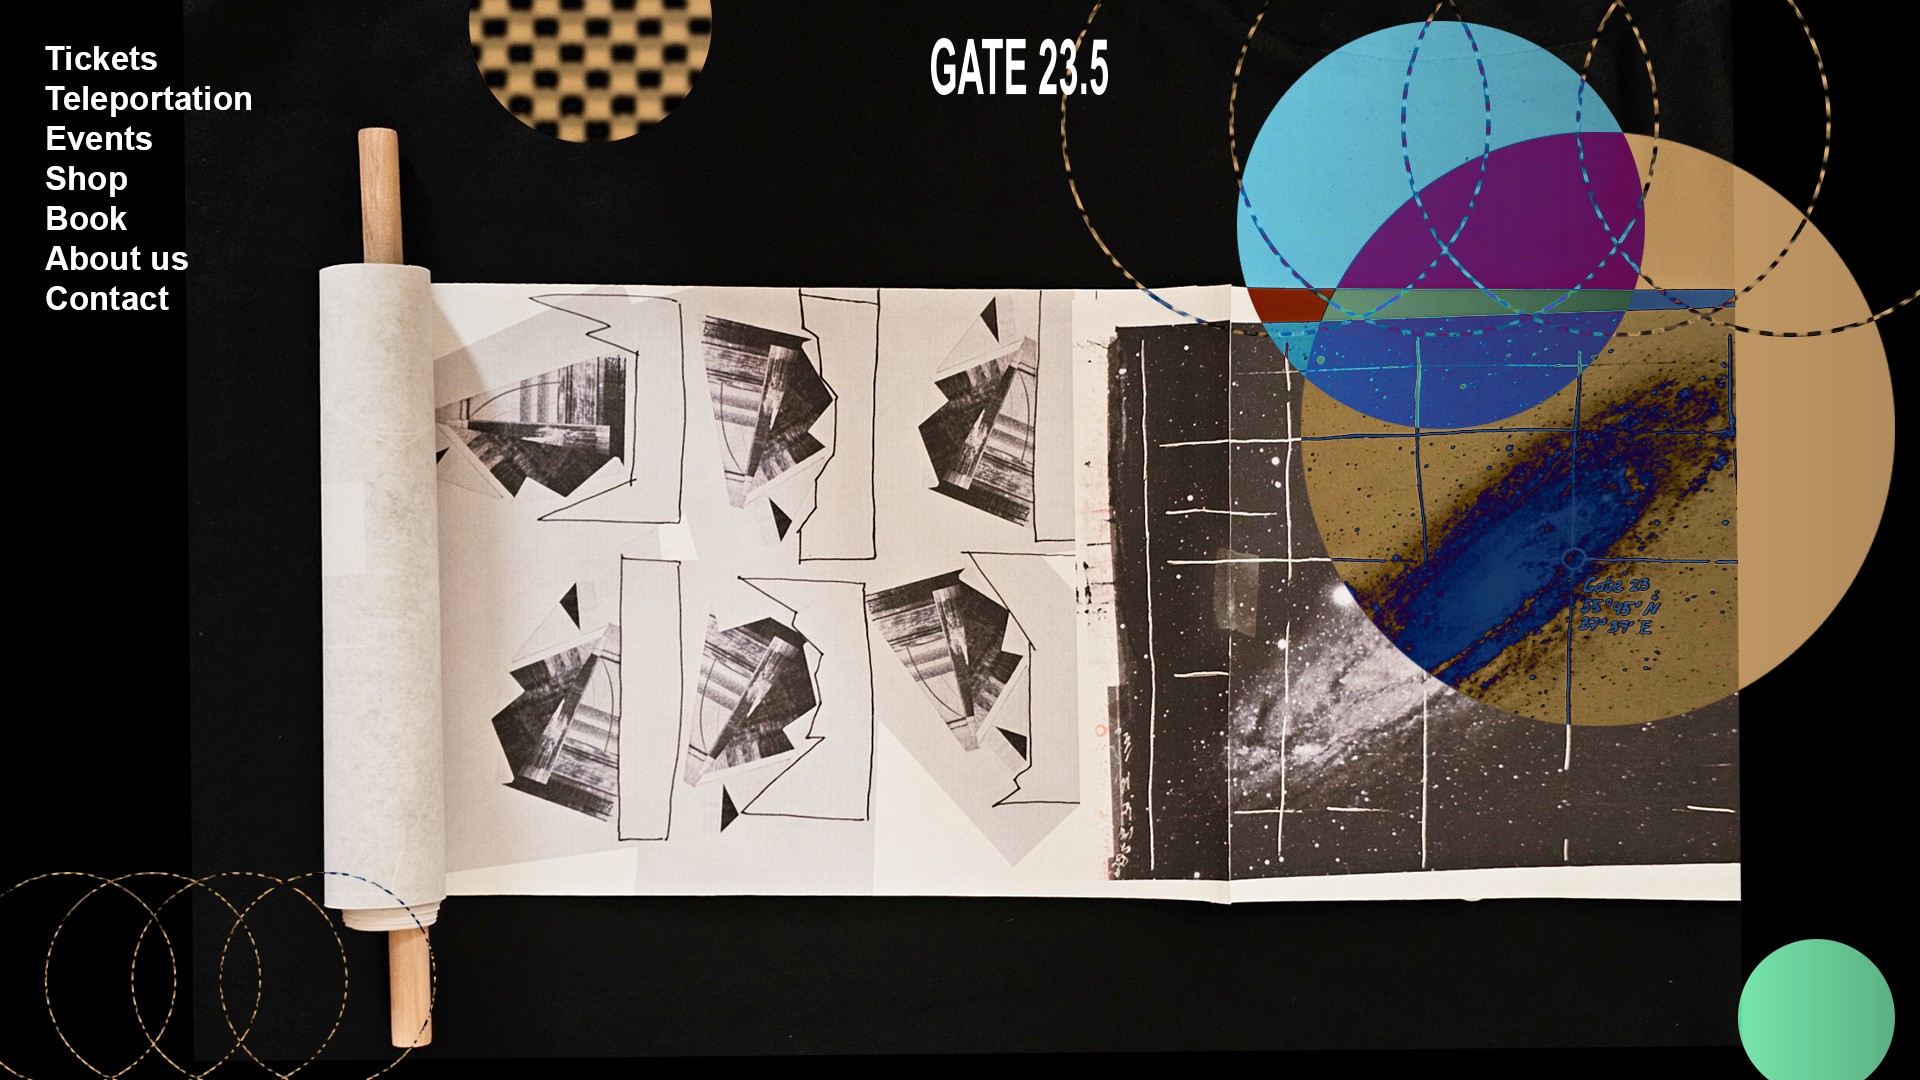 Tickets
Teleportation
Events
Shop
Book
About us
Contact
GATE 23.5
Gate 23
55°45' N
37°37' E